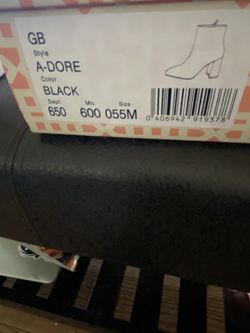 GB
Style
A-DORE
Color
BLACK
Dept Mic Size
650 600 055M
0 406942 919378